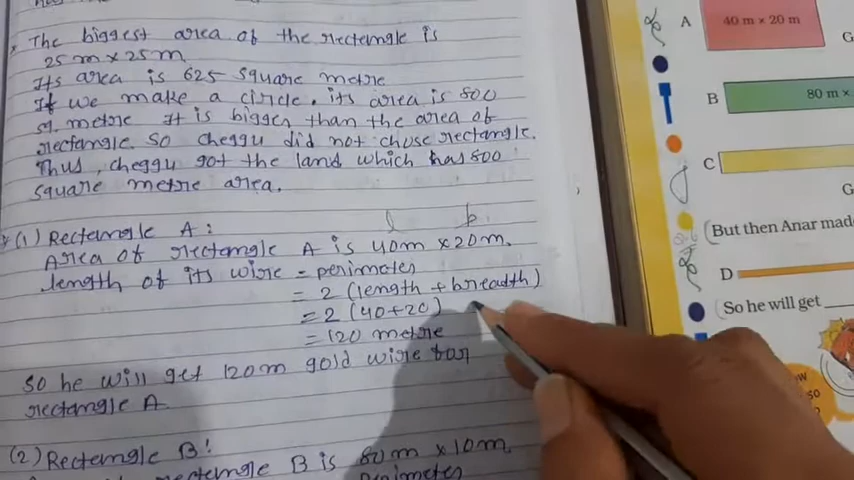 The biggest area of the rectangle is
25 m x 25 m
Its area is 625 square metre
If we make a circle. its area is 800
sq. metre It is bigger than the area of
rectangle. So cheggu did not chose rectangle.
Thus, cheggu got the land which has 800
square metre area.
(1) Rectangle A:
l b
Area of rectangle A is 40m x 20m.
length of its wire = perimeter
= 2 (length + breadth)
= 2 (40+20)
= 120 metre
So he will get 120m gold wire for
rectangle A
(2) Rectangle B:
rectangle B is 80m x 10m.
perimeter
A 40 m × 20 m
B 80 m ×
C
But then Anar made
D
So he will get